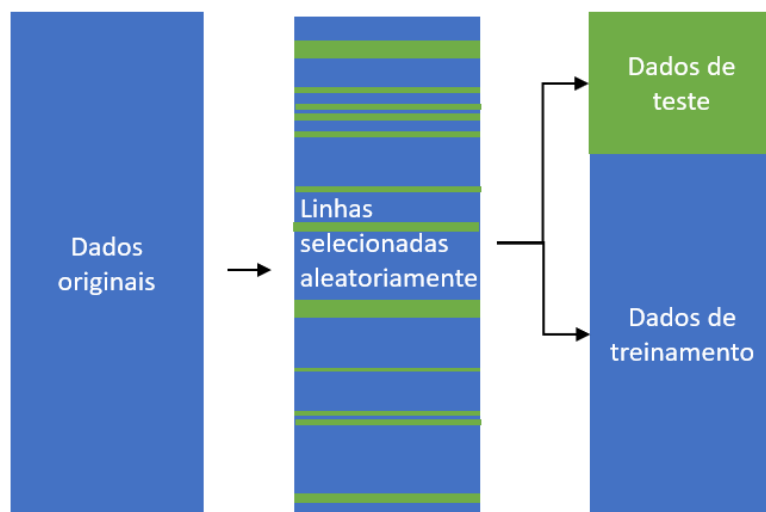 Dados
originais
Linhas
selecionadas
aleatoriamente
Dados de
teste
Dados de
treinamento